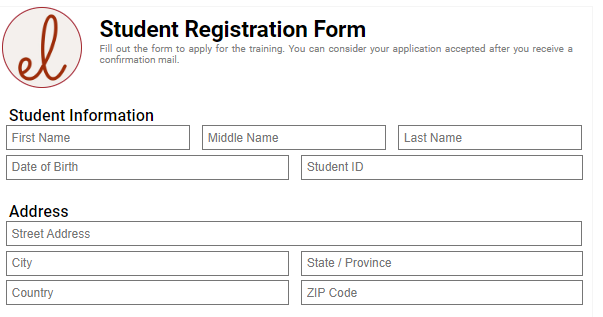 el
Student Registration Form
Fill out the form to apply for the training. You can consider your application accepted after you receive a
confirmation mail.
Student Information
First Name Middle Name Last Name
Date of Birth Student ID
Address
Street Address
City State / Province
Country ZIP Code